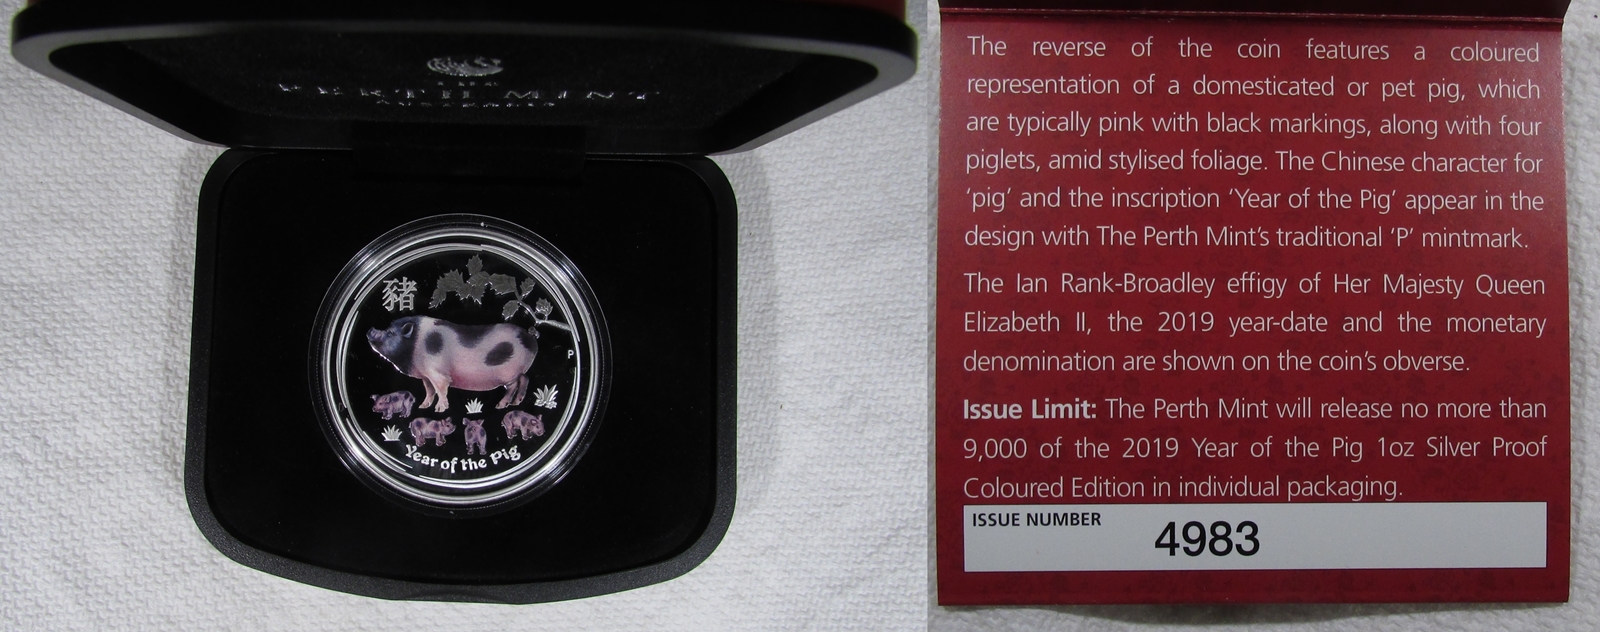 THE
PERTH MINT
AUSTRALIA
豬
P
Year of the Pig
The reverse of the coin features a coloured
representation of a domesticated or pet pig, which
are typically pink with black markings, along with four
piglets, amid stylised foliage. The Chinese character for
‘pig’ and the inscription ‘Year of the Pig’ appear in the
design with The Perth Mint’s traditional ‘P’ mintmark.
The Ian Rank-Broadley effigy of Her Majesty Queen
Elizabeth II, the 2019 year-date and the monetary
denomination are shown on the coin’s obverse.
Issue Limit: The Perth Mint will release no more than
9,000 of the 2019 Year of the Pig 1oz Silver Proof
Coloured Edition in individual packaging.
ISSUE NUMBER
4983